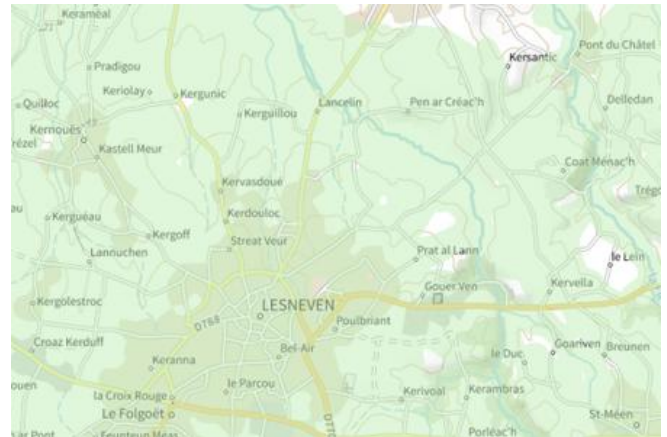 Keraméal
Kersantic
Pont du Châtel
Pradigou
Keriolay
Kergunic
Quilloc
Kerguillou
Lancelin
Pen ar Créac'h
Delledan
Kernouës
Kastell Meur
Coat Ménac'h
Kervasdoué
Kerguéau
Kerdouloc
Kergoff
Streat Veur
Prat al Lann
Lannuchen
le Lein
Gouer Ven
Kervella
Kergolestroc
LESNEVEN
D768
Poulbriant
Croaz Kerduff
Bel-Air
le Duc
Goariven
Breunen
Keranna
le Parcou
Kerivoal
Kerambras
la Croix Rouge
Le Folgoët
St-Méen
Porléac'h